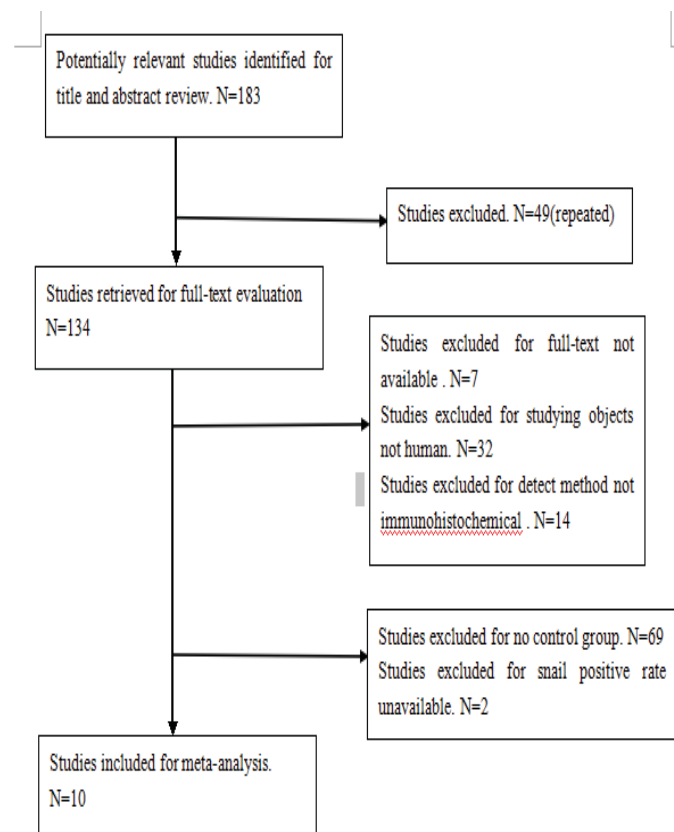 Potentially relevant studies identified for
title and abstract review. N=183
Studies excluded. N=49(repeated)
Studies retrieved for full-text evaluation
N=134
Studies excluded for full-text not
available . N=7
Studies excluded for studying objects
not human. N=32
Studies excluded for detect method not
immunohistochemical . N=14
Studies excluded for no control group. N=69
Studies excluded for snail positive rate
unavailable. N=2
Studies included for meta-analysis.
N=10